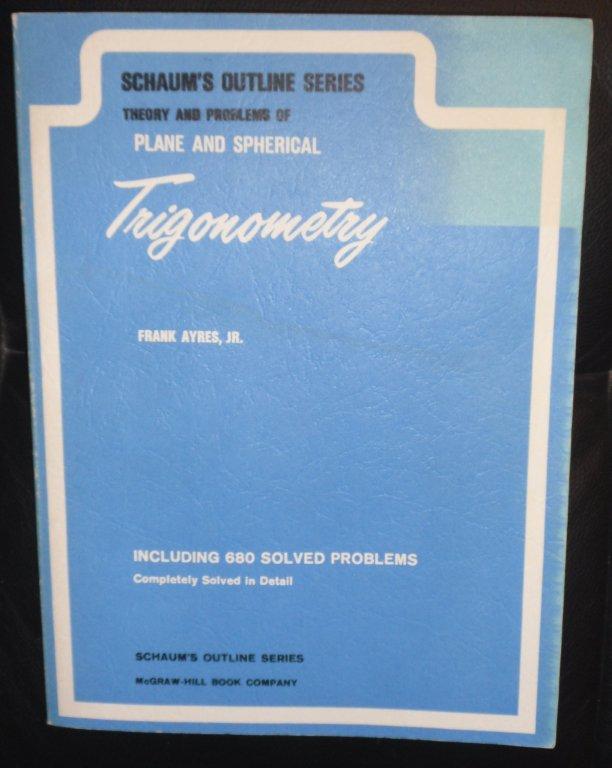 SCHAUM'S OUTLINE SERIES
THEORY AND PROBLEMS OF
PLANE AND SPHERICAL
Trigonometry
FRANK AYRES, JR.
INCLUDING 680 SOLVED PROBLEMS
Completely Solved in Detail
SCHAUM'S OUTLINE SERIES
McGRAW-HILL BOOK COMPANY